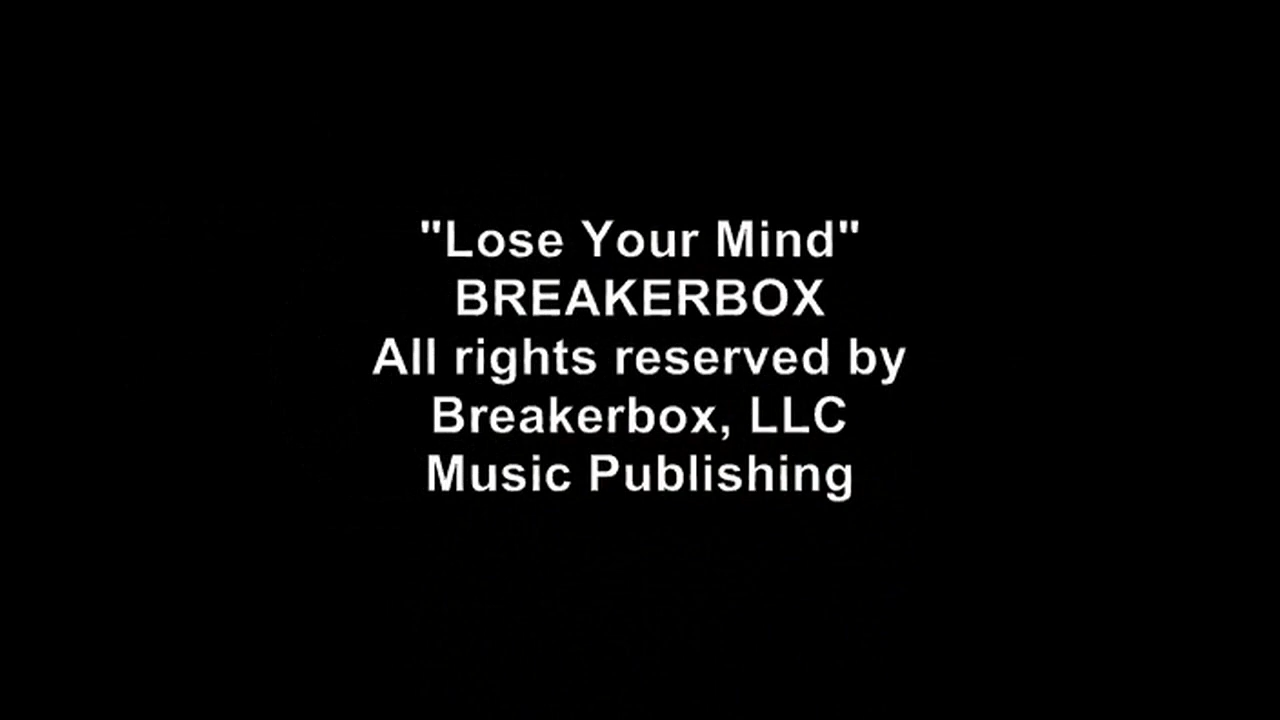 "Lose Your Mind"
BREAKERBOX
All rights reserved by
Breakerbox, LLC
Music Publishing